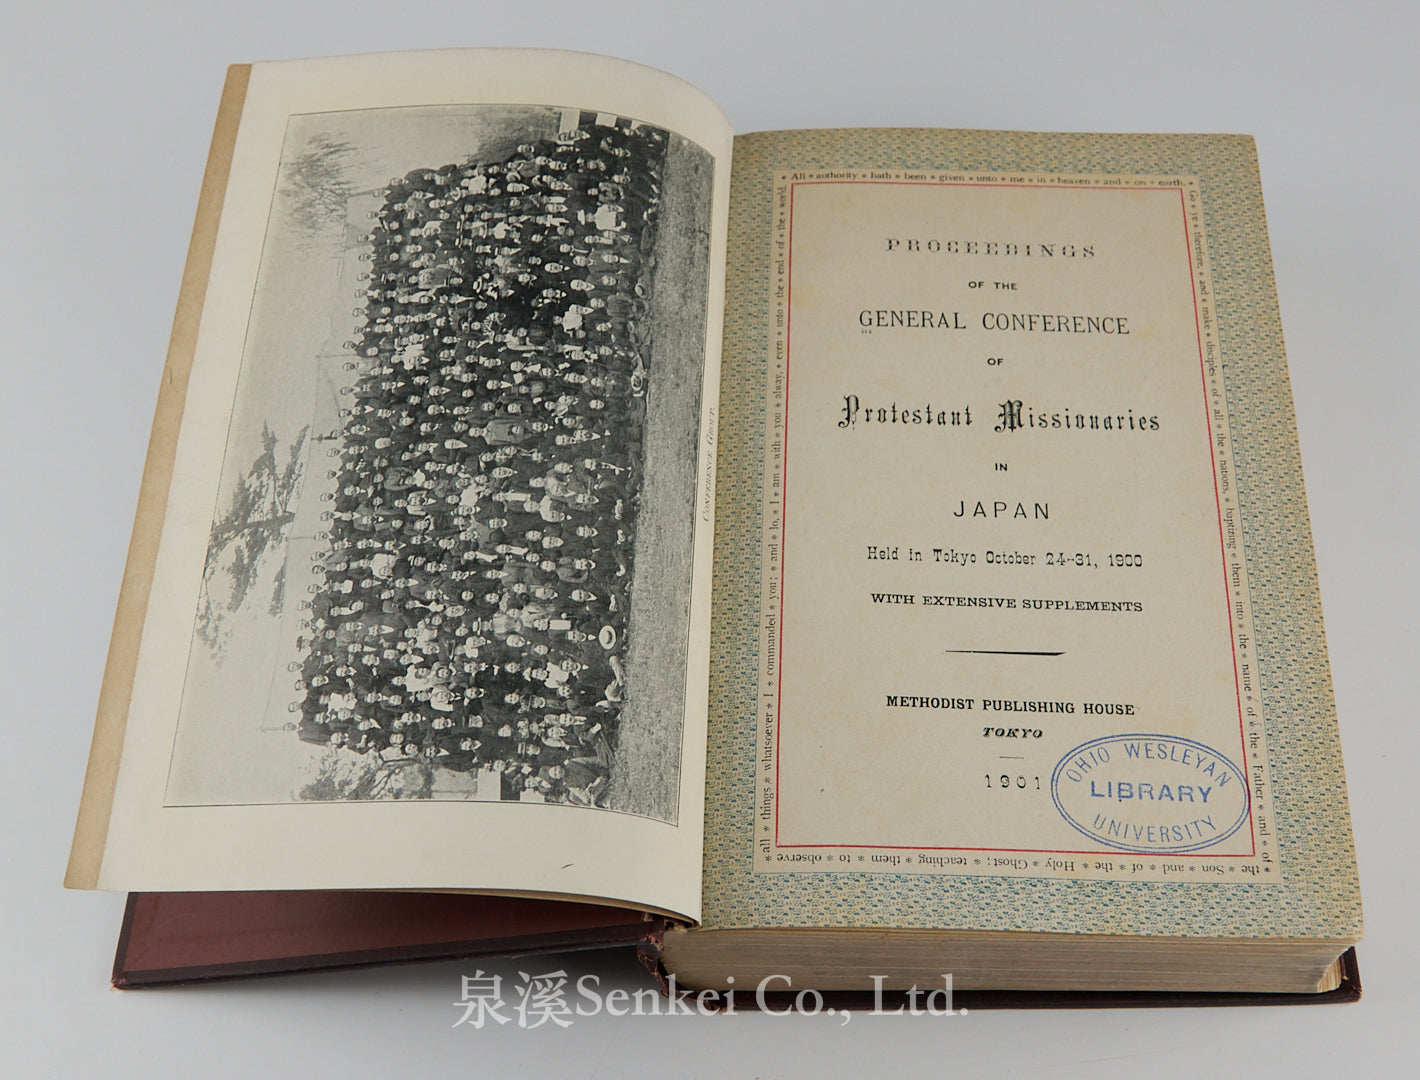 CONFERENCE GROUP.
All * authority * hath * been * given * unto * me * in * heaven * and * on * earth. *
Go * ye * therefore, * and * make * disciples * of * all * the * nations, * baptizing * them * into * the * name * of * the * Father * and * of *
the * Son * and * of * the * Holy * Ghost; * teaching * them * to * observe *
all * things * whatsoever * I * commanded * you; * and * lo, * I * am * with * you * alway, * even * unto * the * end * of * the * world. *
PROCEEDINGS
OF THE
GENERAL CONFERENCE
OF
Protestant Missionaries
IN
JAPAN
Held in Tokyo October 24--31, 1900
WITH EXTENSIVE SUPPLEMENTS
METHODIST PUBLISHING HOUSE
TOKYO
1901
OHIO WESLEYAN
LIBRARY
UNIVERSITY
泉溪Senkei Co., Ltd.